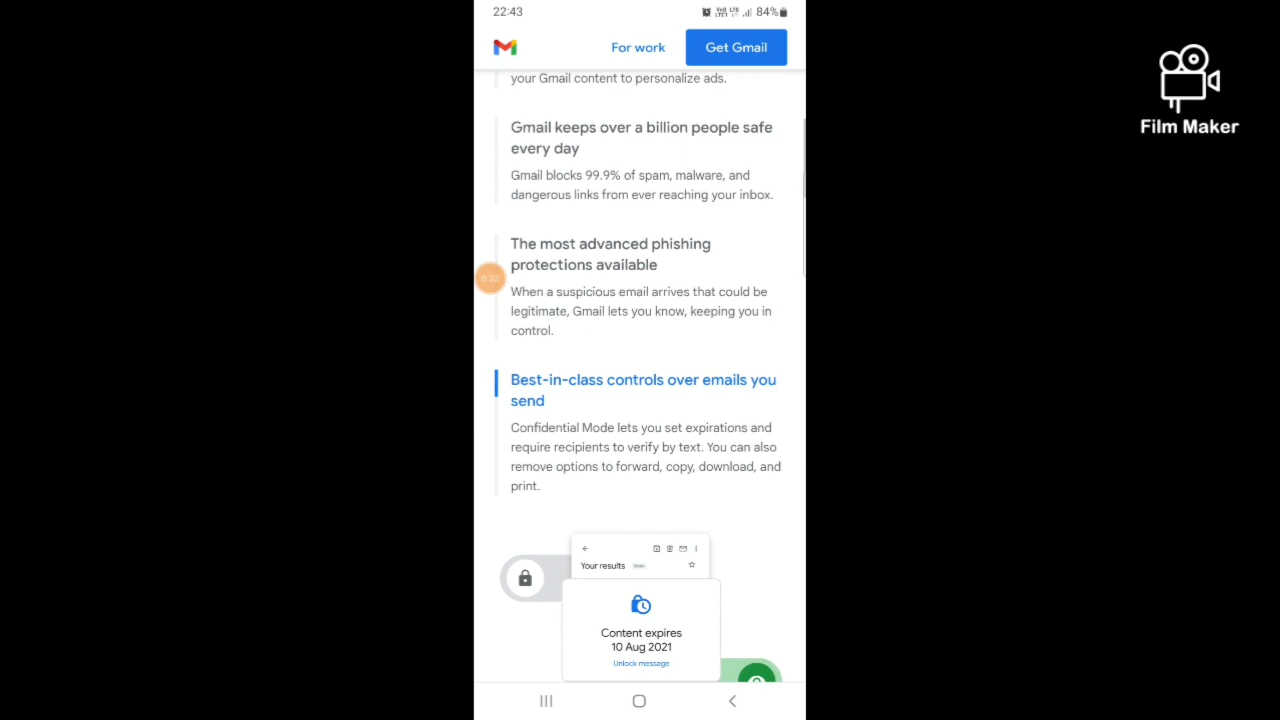 22:43
84%
For work
Get Gmail
Film Maker
your Gmail content to personalize ads.
Gmail keeps over a billion people safe
every day
Gmail blocks 99.9% of spam, malware, and
dangerous links from ever reaching your inbox.
The most advanced phishing
protections available
0:32
When a suspicious email arrives that could be
legitimate, Gmail lets you know, keeping you in
control.
Best-in-class controls over emails you
send
Confidential Mode lets you set expirations and
require recipients to verify by text. You can also
remove options to forward, copy, download, and
print.
Your results
Content expires
10 Aug 2021
Unlock message